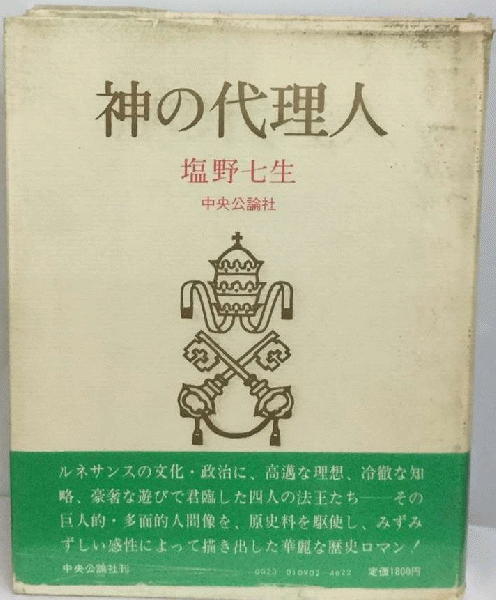 神の代理人
塩野七生
中央公論社
ルネサンスの文化・政治に、高邁な理想、冷徹な知
略、豪奢な遊びで君臨した四人の法王たち——その
巨人的・多面的人間像を、原史料を駆使し、みずみ
ずしい感性によって描き出した華麗な歴史ロマン！
中央公論社刊 0023-010902-4622 定価1800円